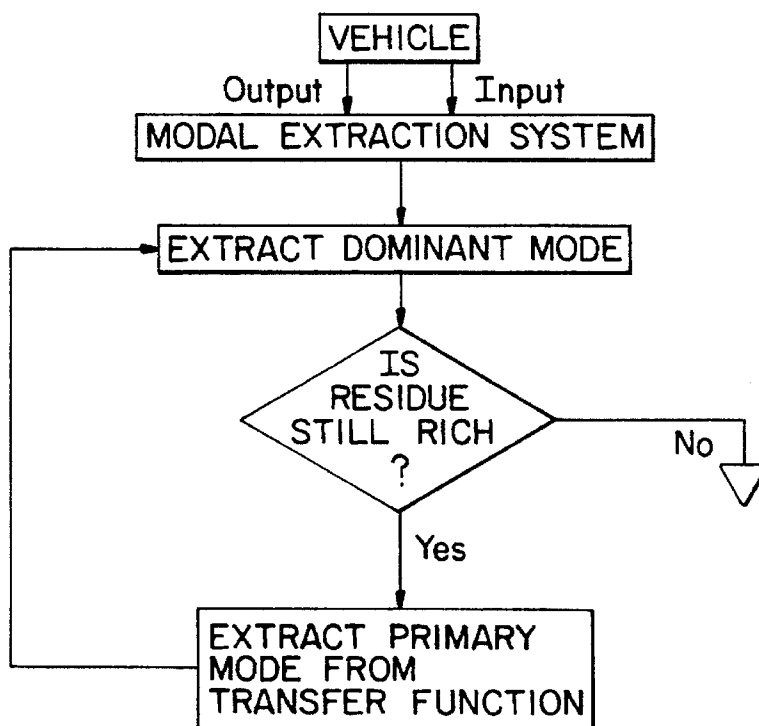 VEHICLE
Output Input
MODAL EXTRACTION SYSTEM
EXTRACT DOMINANT MODE
IS
RESIDUE
STILL RICH
?
No
Yes
EXTRACT PRIMARY
MODE FROM
TRANSFER FUNCTION